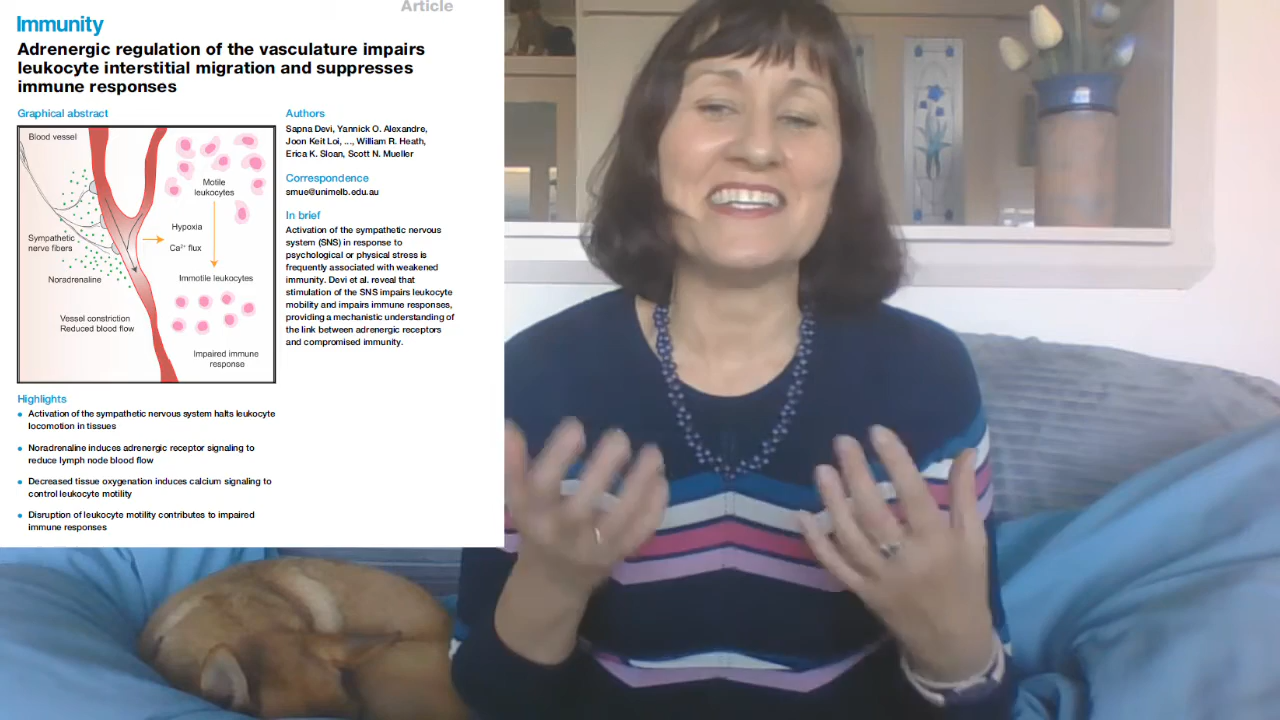 Article
Immunity
Adrenergic regulation of the vasculature impairs
leukocyte interstitial migration and suppresses
immune responses
Graphical abstract
Blood vessel
Motile
leukocytes
Hypoxia
Ca2+ flux
Sympathetic
nerve fibers
Noradrenaline
Immotile leukocytes
Vessel constriction
Reduced blood flow
Impaired immune
response
Authors
Sapna Devi, Yannick O. Alexandre,
Joon Keit Loi, ..., William R. Heath,
Erica K. Sloan, Scott N. Mueller
Correspondence
smue@unimelb.edu.au
In brief
Activation of the sympathetic nervous
system (SNS) in response to
psychological or physical stress is
frequently associated with weakened
immunity. Devi et al. reveal that
stimulation of the SNS impairs leukocyte
mobility and impairs immune responses,
providing a mechanistic understanding of
the link between adrenergic receptors
and compromised immunity.
Highlights
Activation of the sympathetic nervous system halts leukocyte
locomotion in tissues
Noradrenaline induces adrenergic receptor signaling to
reduce lymph node blood flow
Decreased tissue oxygenation induces calcium signaling to
control leukocyte motility
Disruption of leukocyte motility contributes to impaired
immune responses